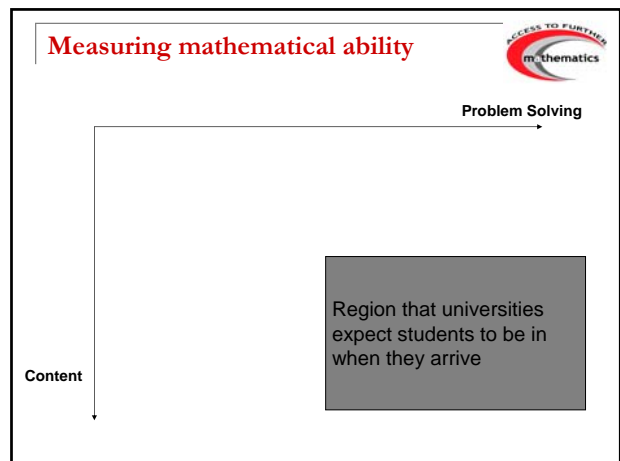 Measuring mathematical ability
ACCESS TO FURTHER
mathematics
Problem Solving
Region that universities
expect students to be in
when they arrive
Content